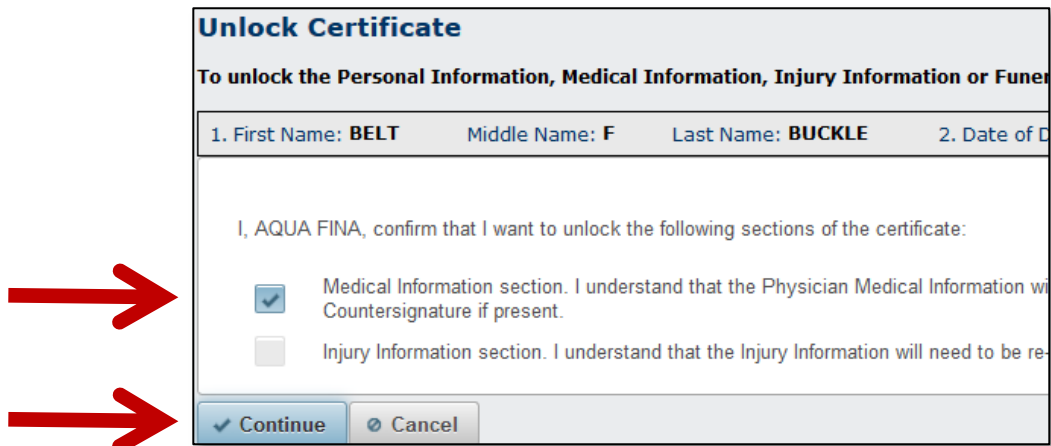 Unlock Certificate
To unlock the Personal Information, Medical Information, Injury Information or Funer
1. First Name: BELT Middle Name: F Last Name: BUCKLE 2. Date of D
I, AQUA FINA, confirm that I want to unlock the following sections of the certificate:
Medical Information section. I understand that the Physician Medical Information wi
Countersignature if present.
Injury Information section. I understand that the Injury Information will need to be re-
Continue Cancel